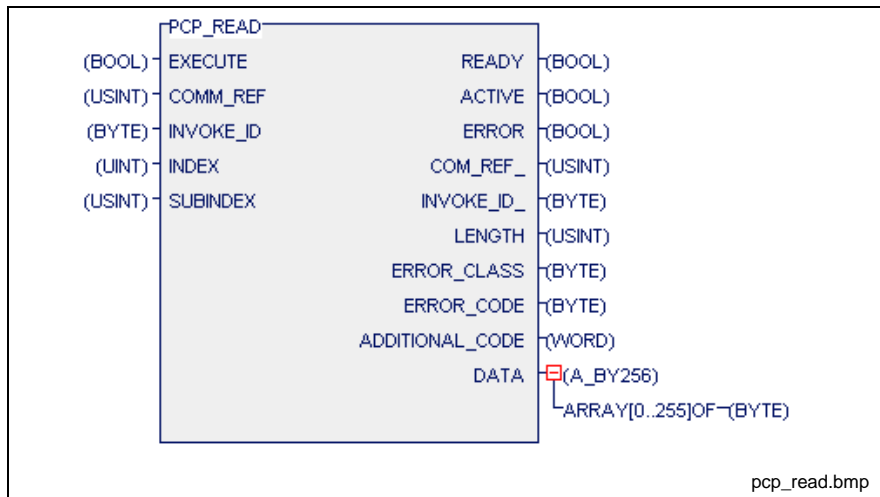 PCP_READ
(BOOL) EXECUTE READY (BOOL)
(USINT) COMM_REF ACTIVE (BOOL)
(BYTE) INVOKE_ID ERROR (BOOL)
(UINT) INDEX COM_REF_ (USINT)
(USINT) SUBINDEX INVOKE_ID_ (BYTE)
LENGTH (USINT)
ERROR_CLASS (BYTE)
ERROR_CODE (BYTE)
ADDITIONAL_CODE (WORD)
DATA (A_BY256)
ARRAY[0..255]OF (BYTE)
pcp_read.bmp